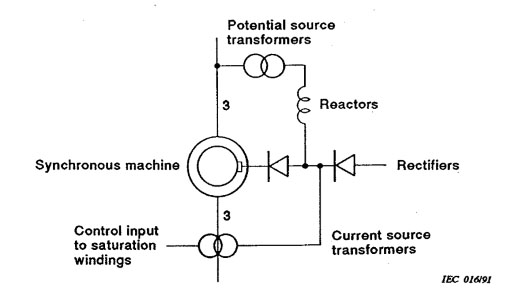 Potential source
transformers
3
Reactors
Synchronous machine
Rectifiers
3
Control input
to saturation
windings
Current source
transformers
IEC 016/91